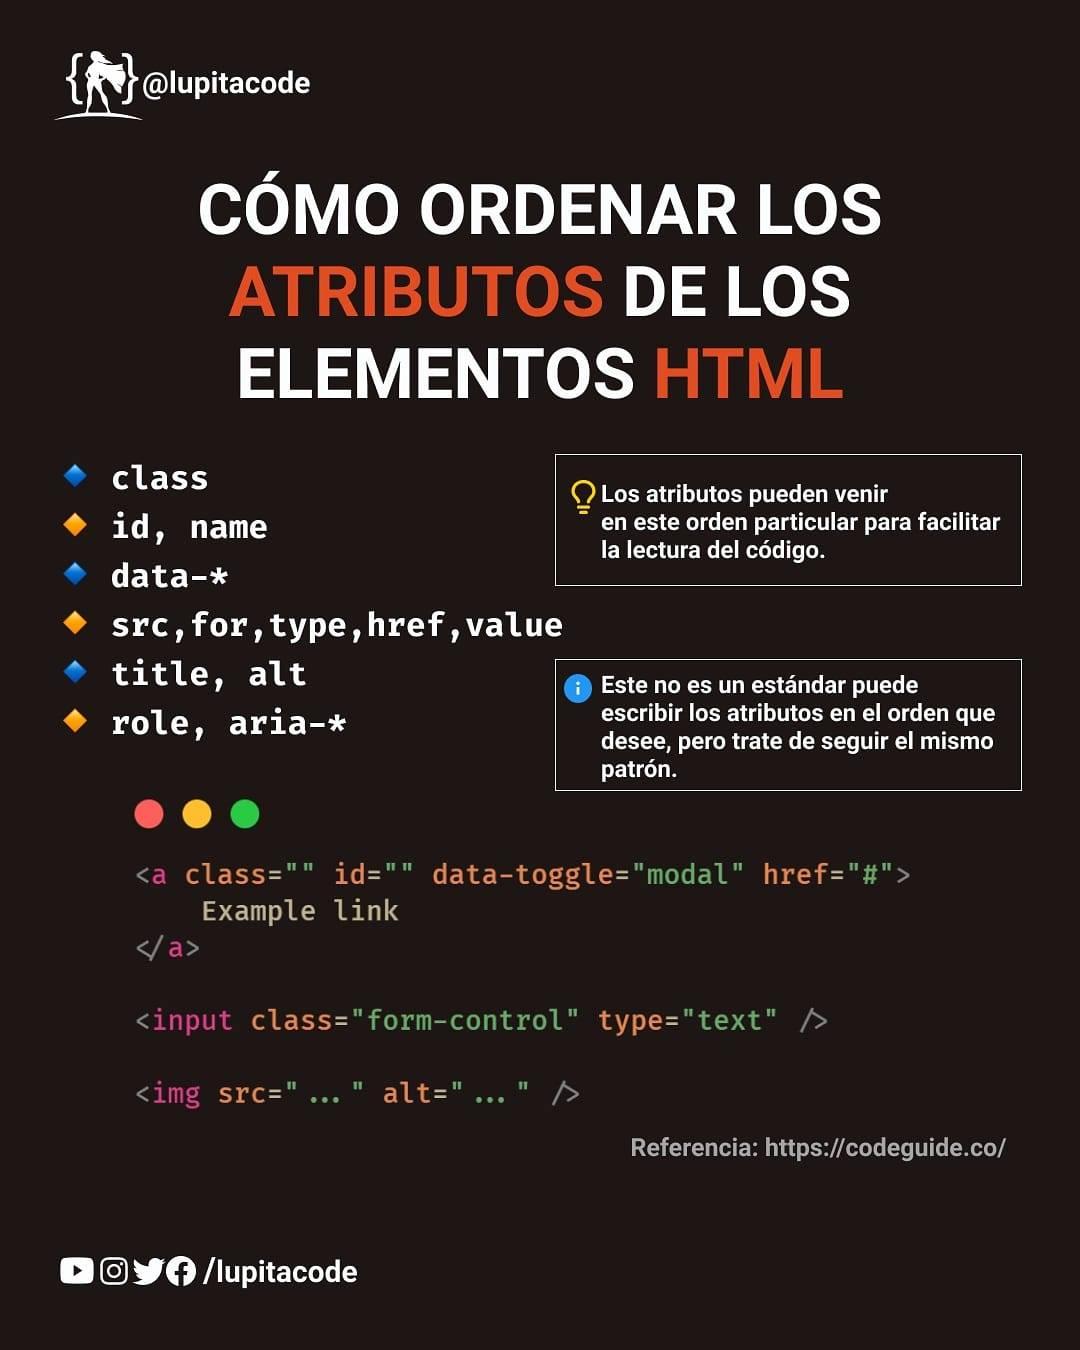 @lupitacode
CÓMO ORDENAR LOS
ATRIBUTOS DE LOS
ELEMENTOS HTML
class
id, name
data-*
src,for,type,href,value
title, alt
role, aria-*
Los atributos pueden venir
en este orden particular para facilitar
la lectura del código.
Este no es un estándar puede
escribir los atributos en el orden que
desee, pero trate de seguir el mismo
patrón.
<a class="" id="" data-toggle="modal" href="#">
Example link
</a>
<input class="form-control" type="text" />
<img src="..." alt="..." />
Referencia: https://codeguide.co/
/lupitacode